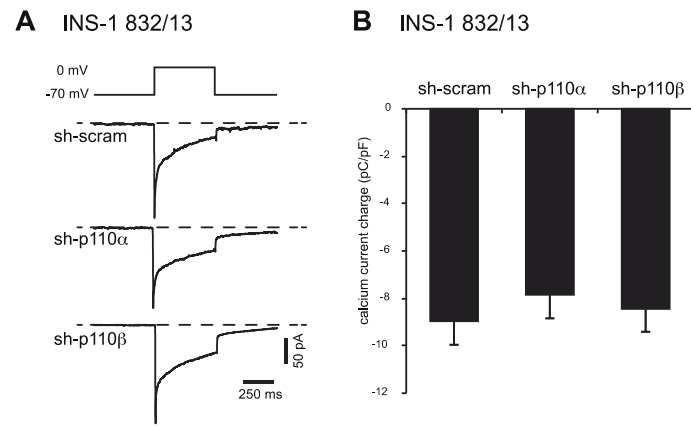 A INS-1 832/13
0 mV
-70 mV
sh-scram
sh-p110α
sh-p110β
50 pA
250 ms
B INS-1 832/13
sh-scram sh-p110α sh-p110β
calcium current charge (pC/pF)
0
-2
-4
-6
-8
-10
-12